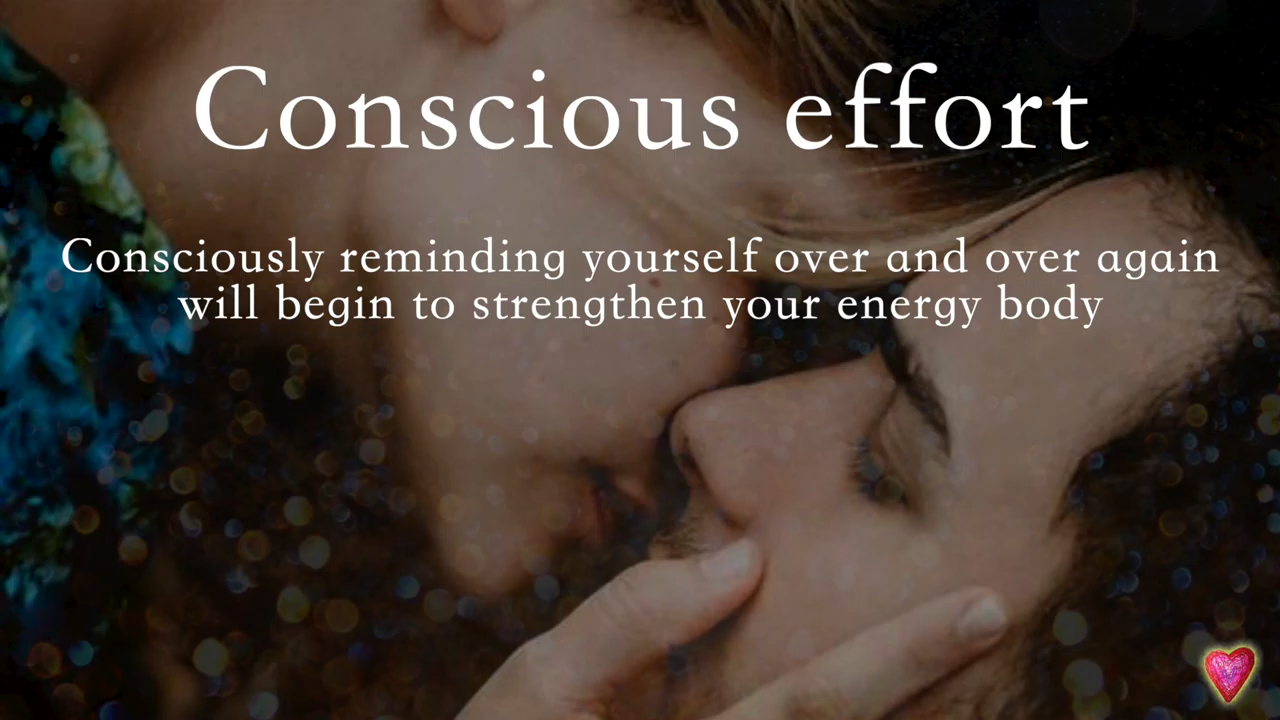 Conscious effort
Consciously reminding yourself over and over again
will begin to strengthen your energy body